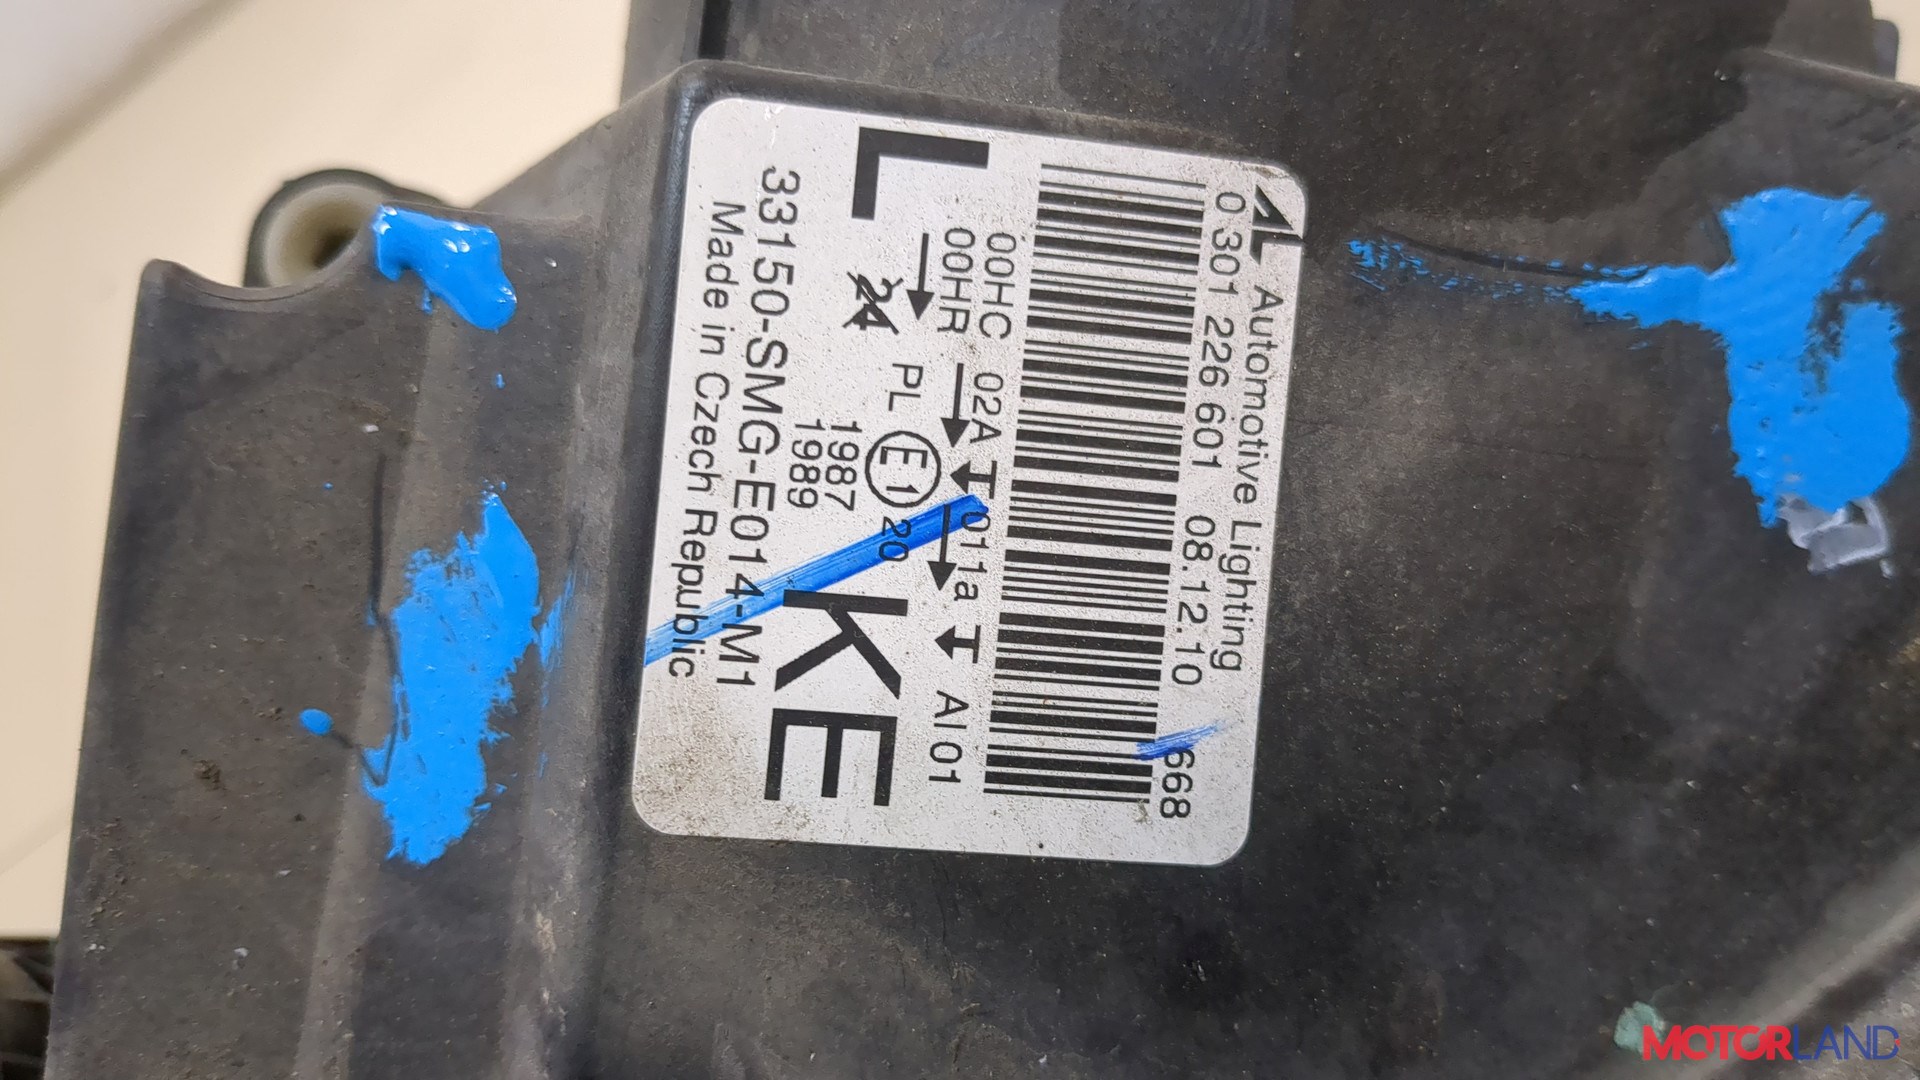 AL Automotive Lighting
0 301 226 601 08.12.10 668
00HC 02A 011a AI 01
00HR
L 24 PL E1 20
1987
1989
KE
33150-SMG-E014-M1
Made in Czech Republic
MOTORLAND